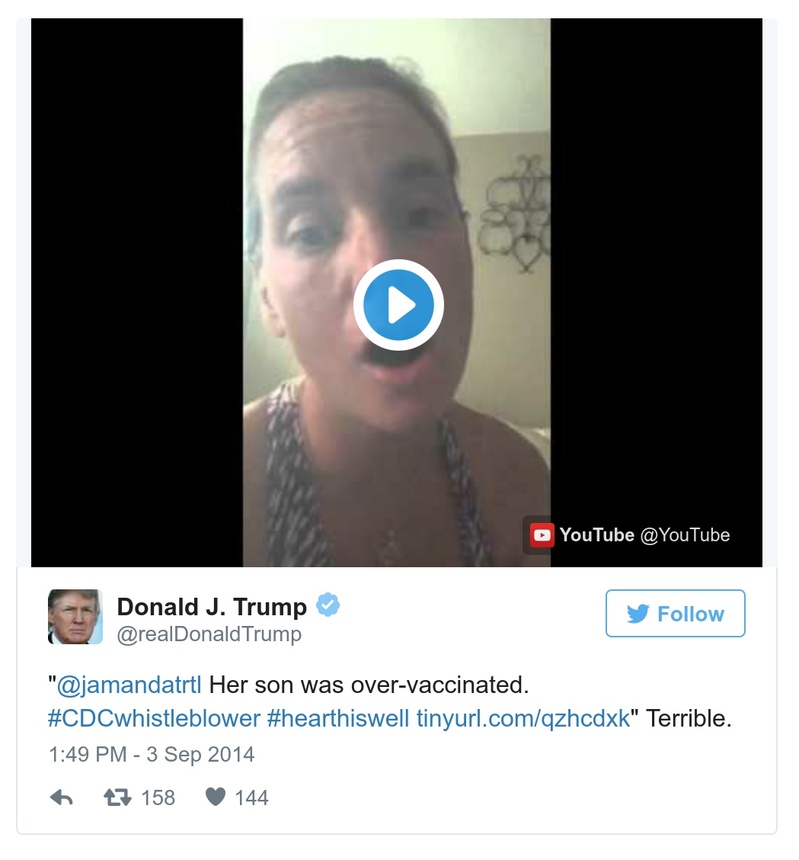 YouTube @YouTube
Donald J. Trump
@realDonaldTrump
Follow
"@jamandatrtl Her son was over-vaccinated.
#CDCwhistleblower #hearthiswell tinyurl.com/qzhcdxk" Terrible.
1:49 PM - 3 Sep 2014
158 144